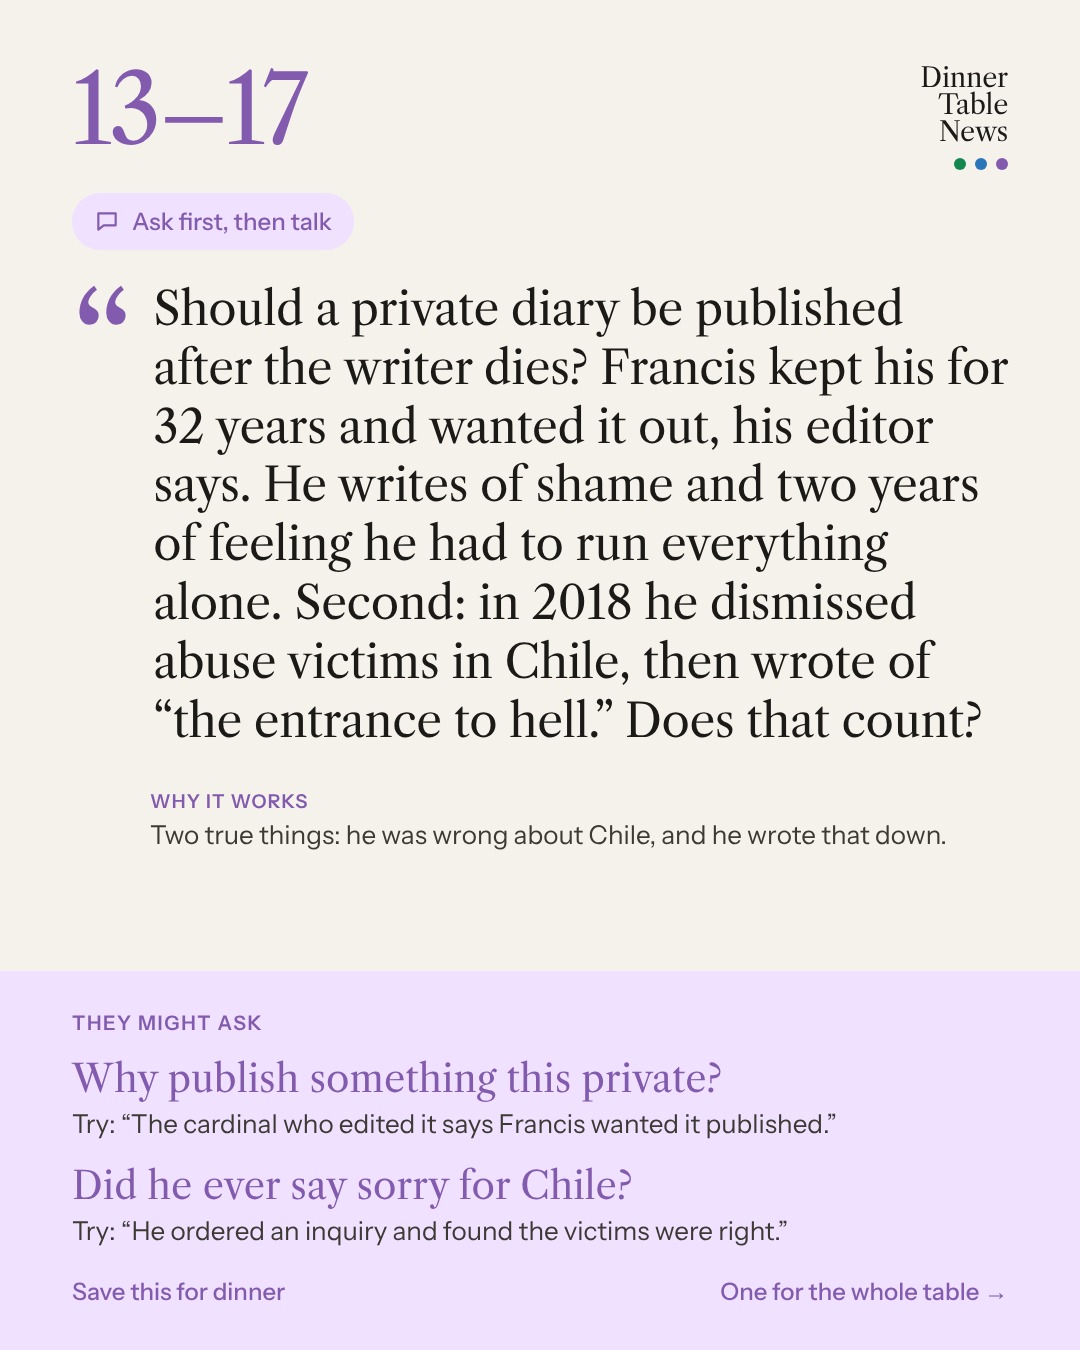 13–17
Dinner
Table
News
Ask first, then talk
“Should a private diary be published
after the writer dies? Francis kept his for
32 years and wanted it out, his editor
says. He writes of shame and two years
of feeling he had to run everything
alone. Second: in 2018 he dismissed
abuse victims in Chile, then wrote of
“the entrance to hell.” Does that count?
WHY IT WORKS
Two true things: he was wrong about Chile, and he wrote that down.
THEY MIGHT ASK
Why publish something this private?
Try: “The cardinal who edited it says Francis wanted it published.”
Did he ever say sorry for Chile?
Try: “He ordered an inquiry and found the victims were right.”
Save this for dinner
One for the whole table →